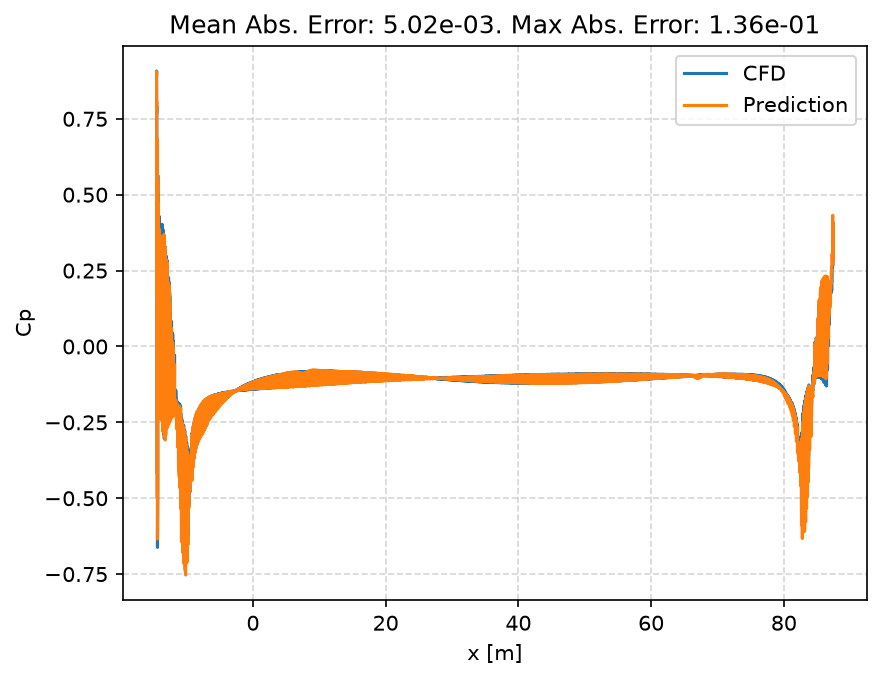 Mean Abs. Error: 5.02e-03. Max Abs. Error: 1.36e-01
CFD
Prediction
0.75
0.50
0.25
0.00
−0.25
−0.50
−0.75
Cp
0 20 40 60 80
x [m]